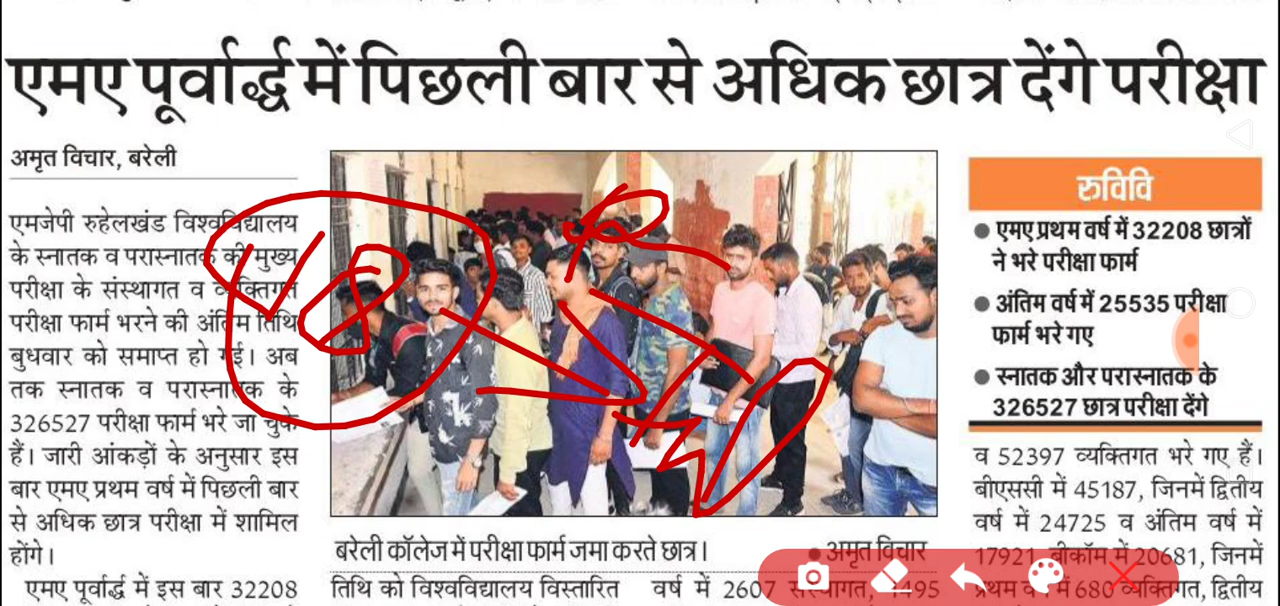 एमए पूर्वार्द्ध में पिछली बार से अधिक छात्र देंगे परीक्षा
अमृत विचार, बरेली
एमजेपी रुहेलखंड विश्वविद्यालय
के स्नातक व परास्नातक की मुख्य
परीक्षा के संस्थागत व व्यक्तिगत
परीक्षा फार्म भरने की अंतिम तिथि
बुधवार को समाप्त हो गई। अब
तक स्नातक व परास्नातक के
326527 परीक्षा फार्म भरे जा चुके
हैं। जारी आंकड़ों के अनुसार इस
बार एमए प्रथम वर्ष में पिछली बार
से अधिक छात्र परीक्षा में शामिल
होंगे।
एमए पूर्वार्द्ध में इस बार 32208
बरेली कॉलेज में परीक्षा फार्म जमा करते छात्र।
● अमृत विचार
तिथि को विश्वविद्यालय विस्तारित
वर्ष में 2607 संस्थागत, 1495
रुविवि
● एमए प्रथम वर्ष में 32208 छात्रों
ने भरे परीक्षा फार्म
● अंतिम वर्ष में 25535 परीक्षा
फार्म भरे गए
● स्नातक और परास्नातक के
326527 छात्र परीक्षा देंगे
व 52397 व्यक्तिगत भरे गए हैं।
बीएससी में 45187, जिनमें द्वितीय
वर्ष में 24725 व अंतिम वर्ष में
17921, बीकॉम में 20681, जिनमें
प्रथम वर्ष में 680 व्यक्तिगत, द्वितीय